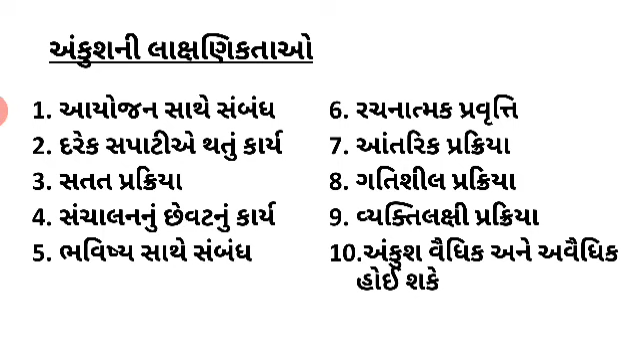 અંકુશની લાક્ષણિકતાઓ
1. આયોજન સાથે સંબંધ
2. દરેક સપાટીએ થતું કાર્ય
3. સતત પ્રક્રિયા
4. સંચાલનનું છેવટનું કાર્ય
5. ભવિષ્ય સાથે સંબંધ
6. રચનાત્મક પ્રવૃત્તિ
7. આંતરિક પ્રક્રિયા
8. ગતિશીલ પ્રક્રિયા
9. વ્યક્તિલક્ષી પ્રક્રિયા
10.અંકુશ વૈધિક અને અવૈધિક
હોઈ શકે